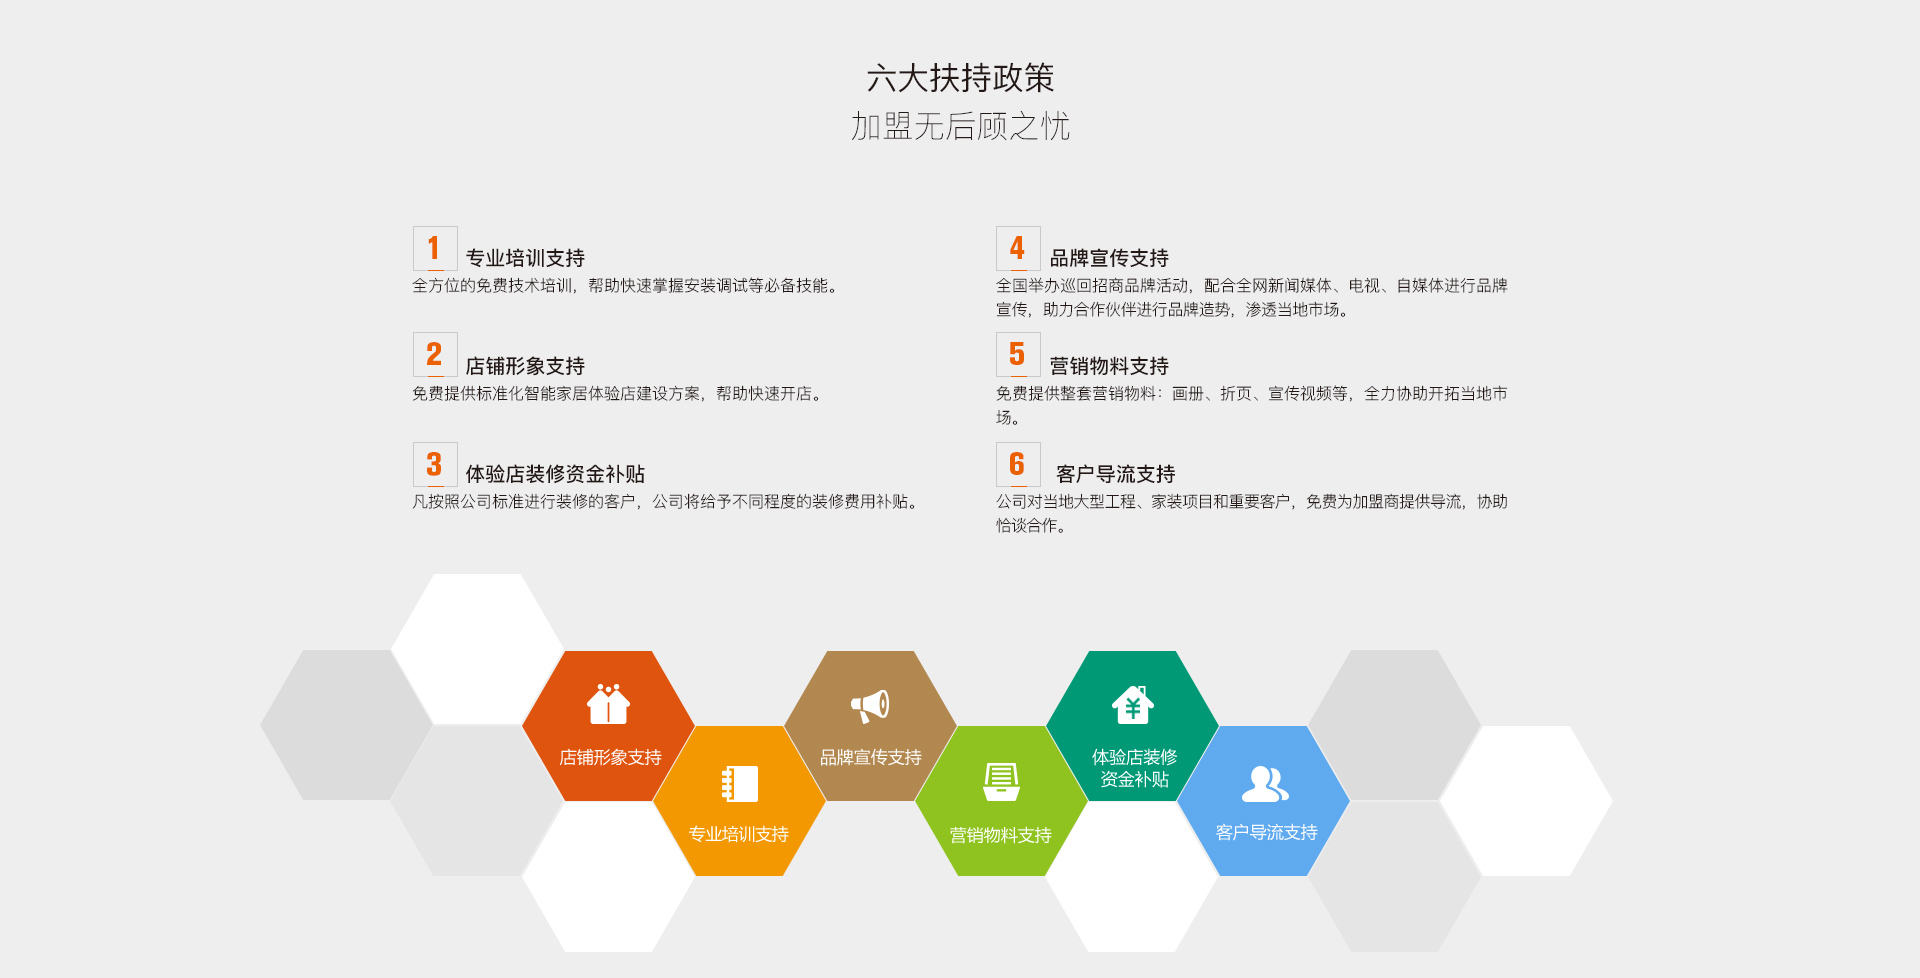 六大扶持政策
加盟无后顾之忧
1
专业培训支持
全方位的免费技术培训，帮助快速掌握安装调试等必备技能。
2
店铺形象支持
免费提供标准化智能家居体验店建设方案，帮助快速开店。
3
体验店装修资金补贴
凡按照公司标准进行装修的客户，公司将给予不同程度的装修费用补贴。
4
品牌宣传支持
全国举办巡回招商品牌活动，配合全网新闻媒体、电视、自媒体进行品牌
宣传，助力合作伙伴进行品牌造势，渗透当地市场。
5
营销物料支持
免费提供整套营销物料：画册、折页、宣传视频等，全力协助开拓当地市
场。
6
客户导流支持
公司对当地大型工程、家装项目和重要客户，免费为加盟商提供导流，协助
恰谈合作。
店铺形象支持
专业培训支持
品牌宣传支持
营销物料支持
体验店装修
资金补贴
客户导流支持